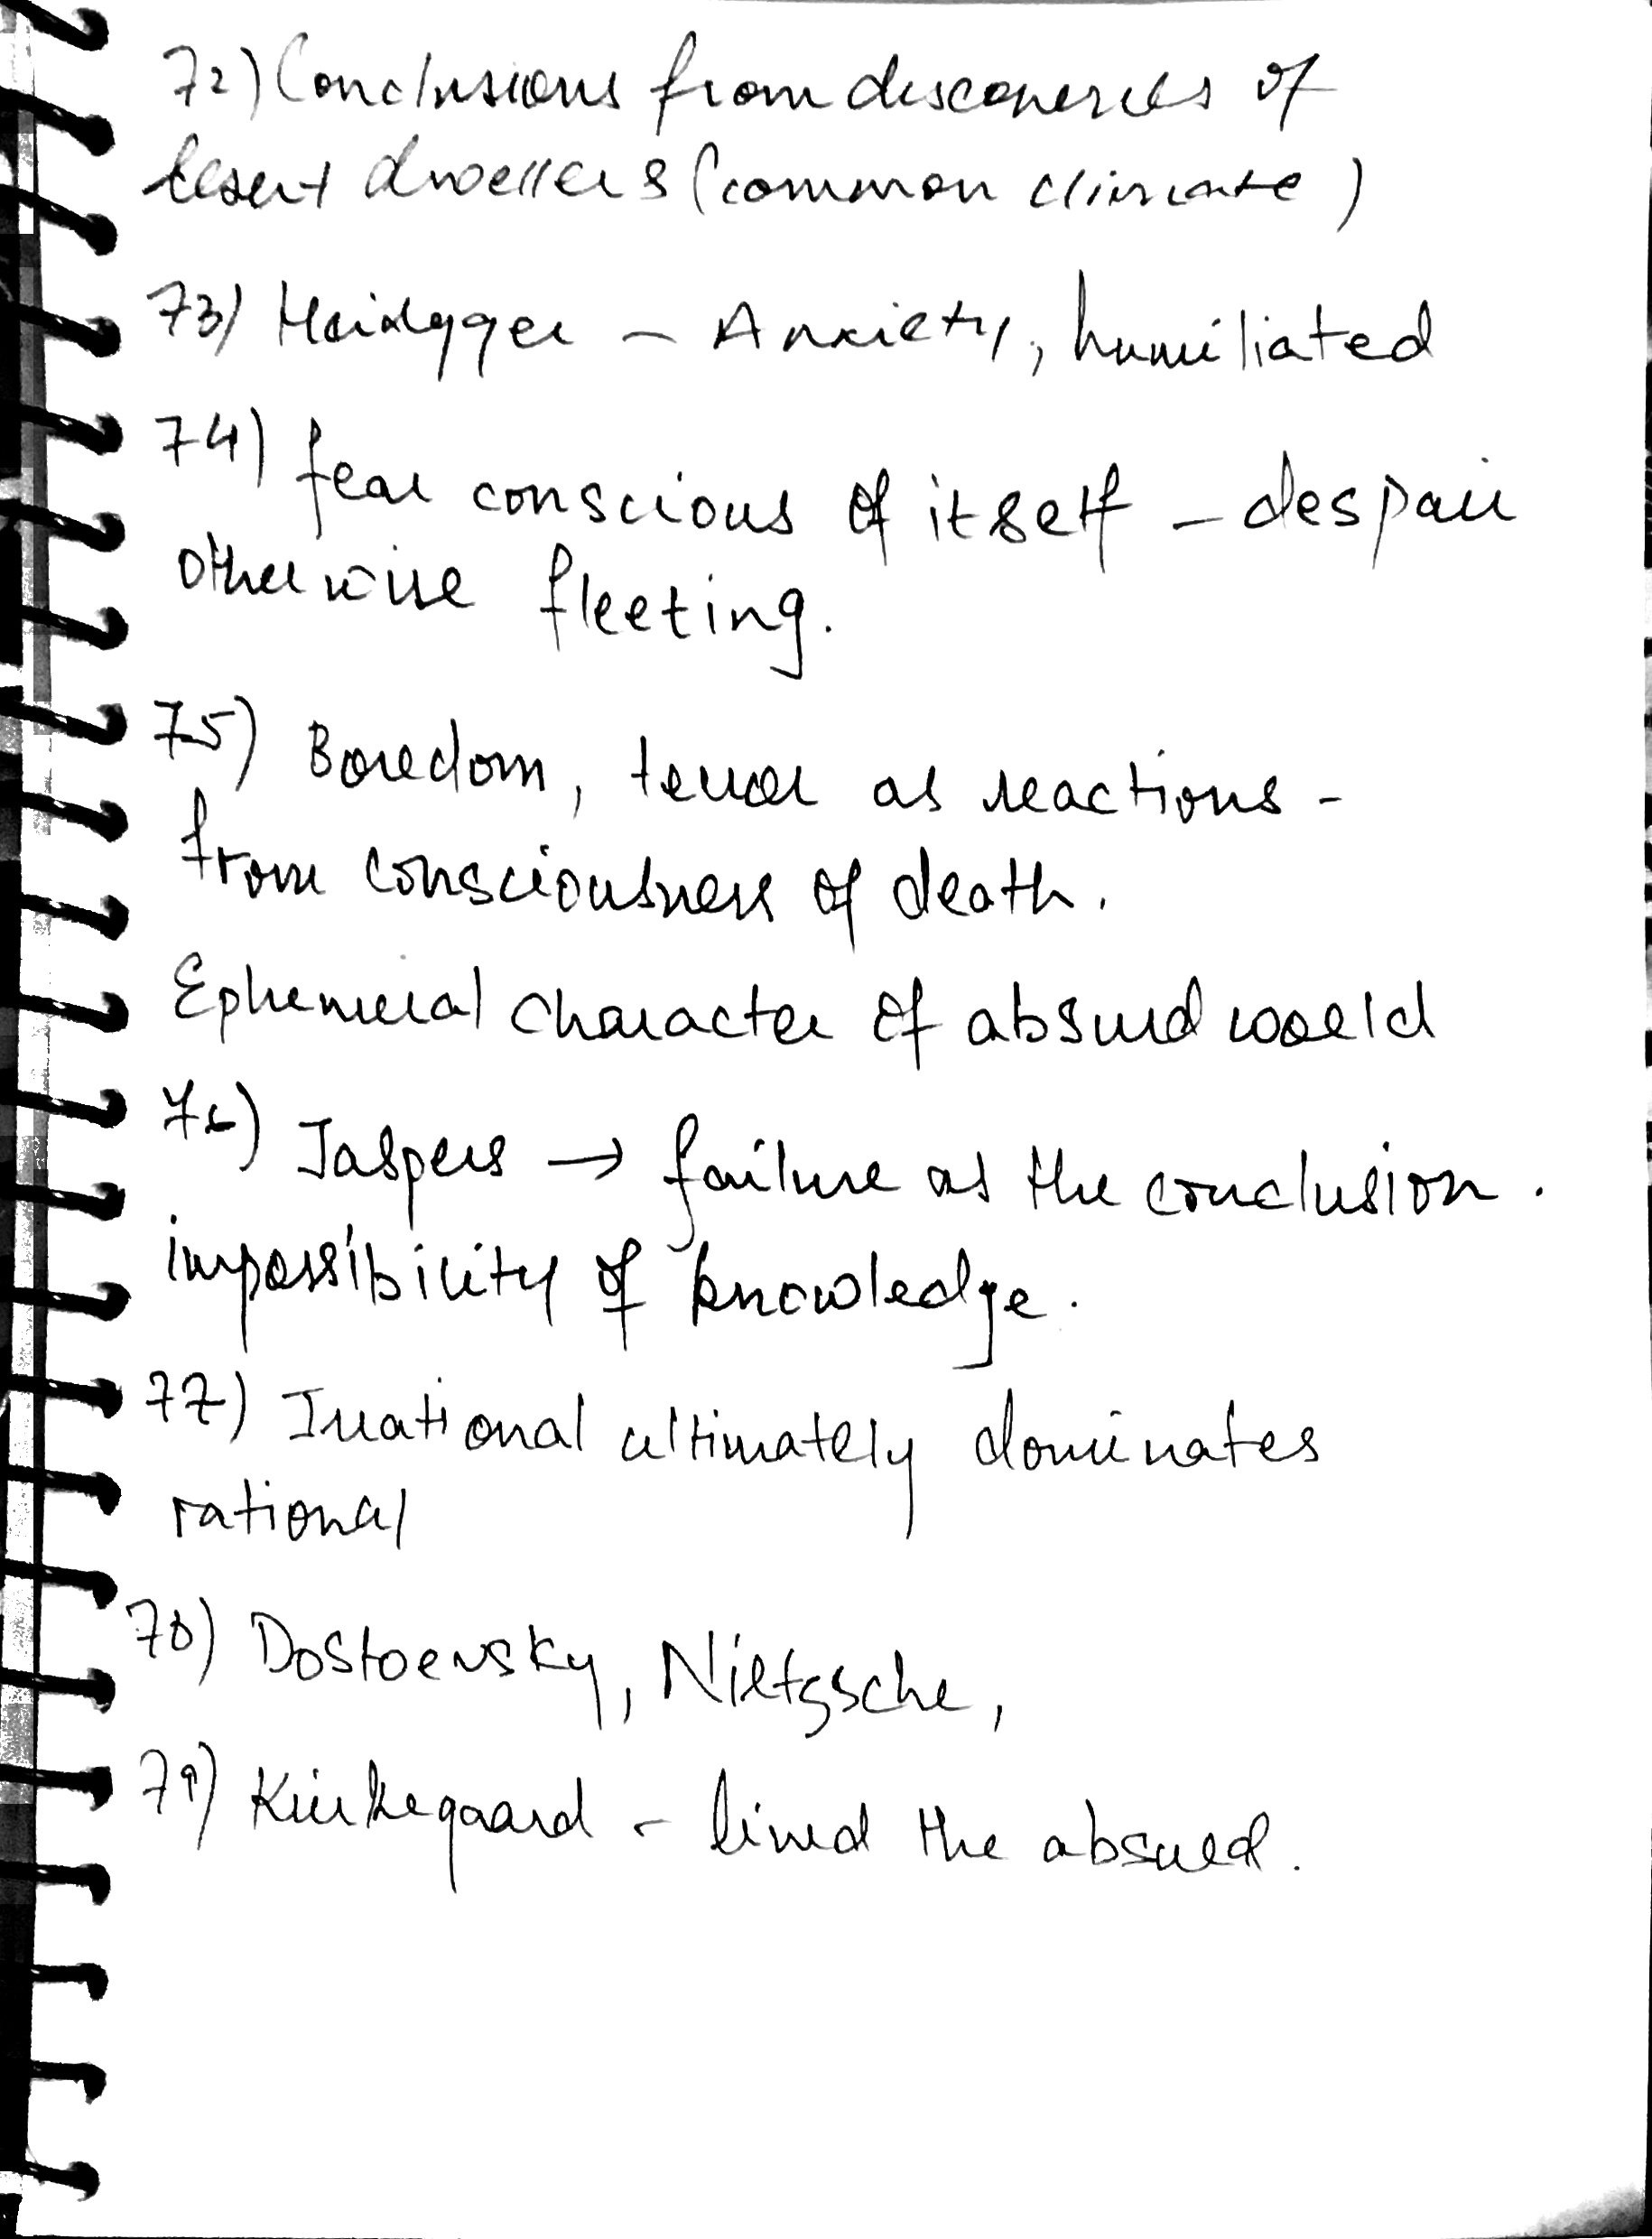 72) Conclusions from discoveries of
desert dwellers (common climate)
73) Heidygger - Anxiety, humiliated
74) fear conscious of itself - despair
otherwise fleeting.
75) Boredom, terror as reactions -
from consciousness of death.
Ephemeral character of absurd world
76) Jaspers → failure as the conclusion.
impossibility of knowledge.
77) Irrational ultimately dominates
rational
78) Dostoevsky, Nietzsche,
79) Kierkegaard - lived the absurd.